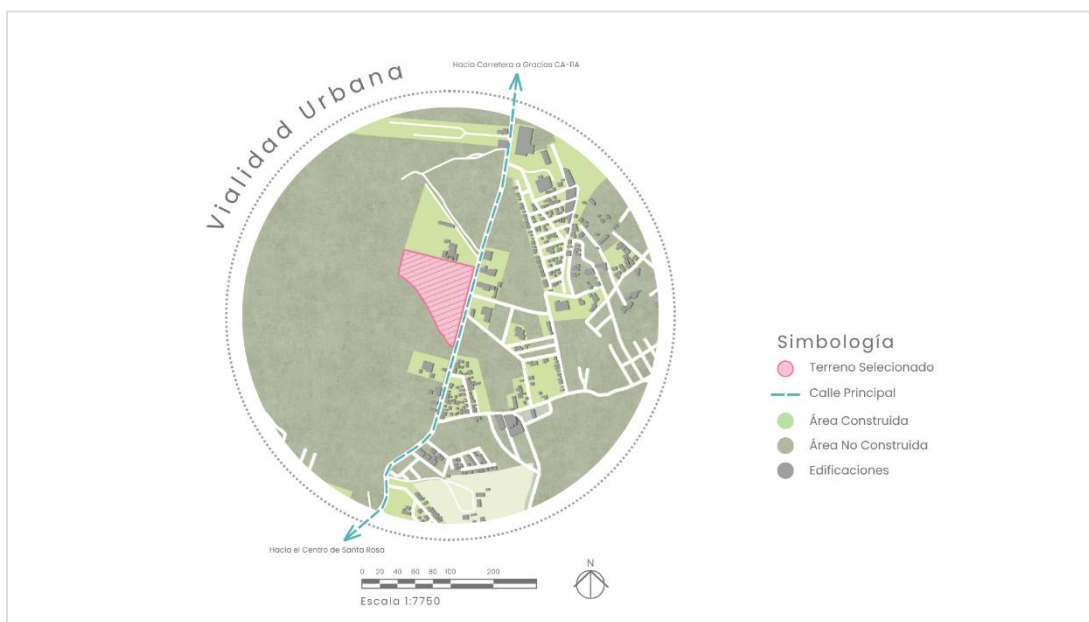 Hacia Carretera a Gracias CA-11A
Vialidad Urbana
Simbología
Terreno Selecionado
Calle Principal
Área Construida
Área No Construida
Edificaciones
Hacia el Centro de Santa Rosa
0 20 40 60 80 100 200
Escala 1:7750
N